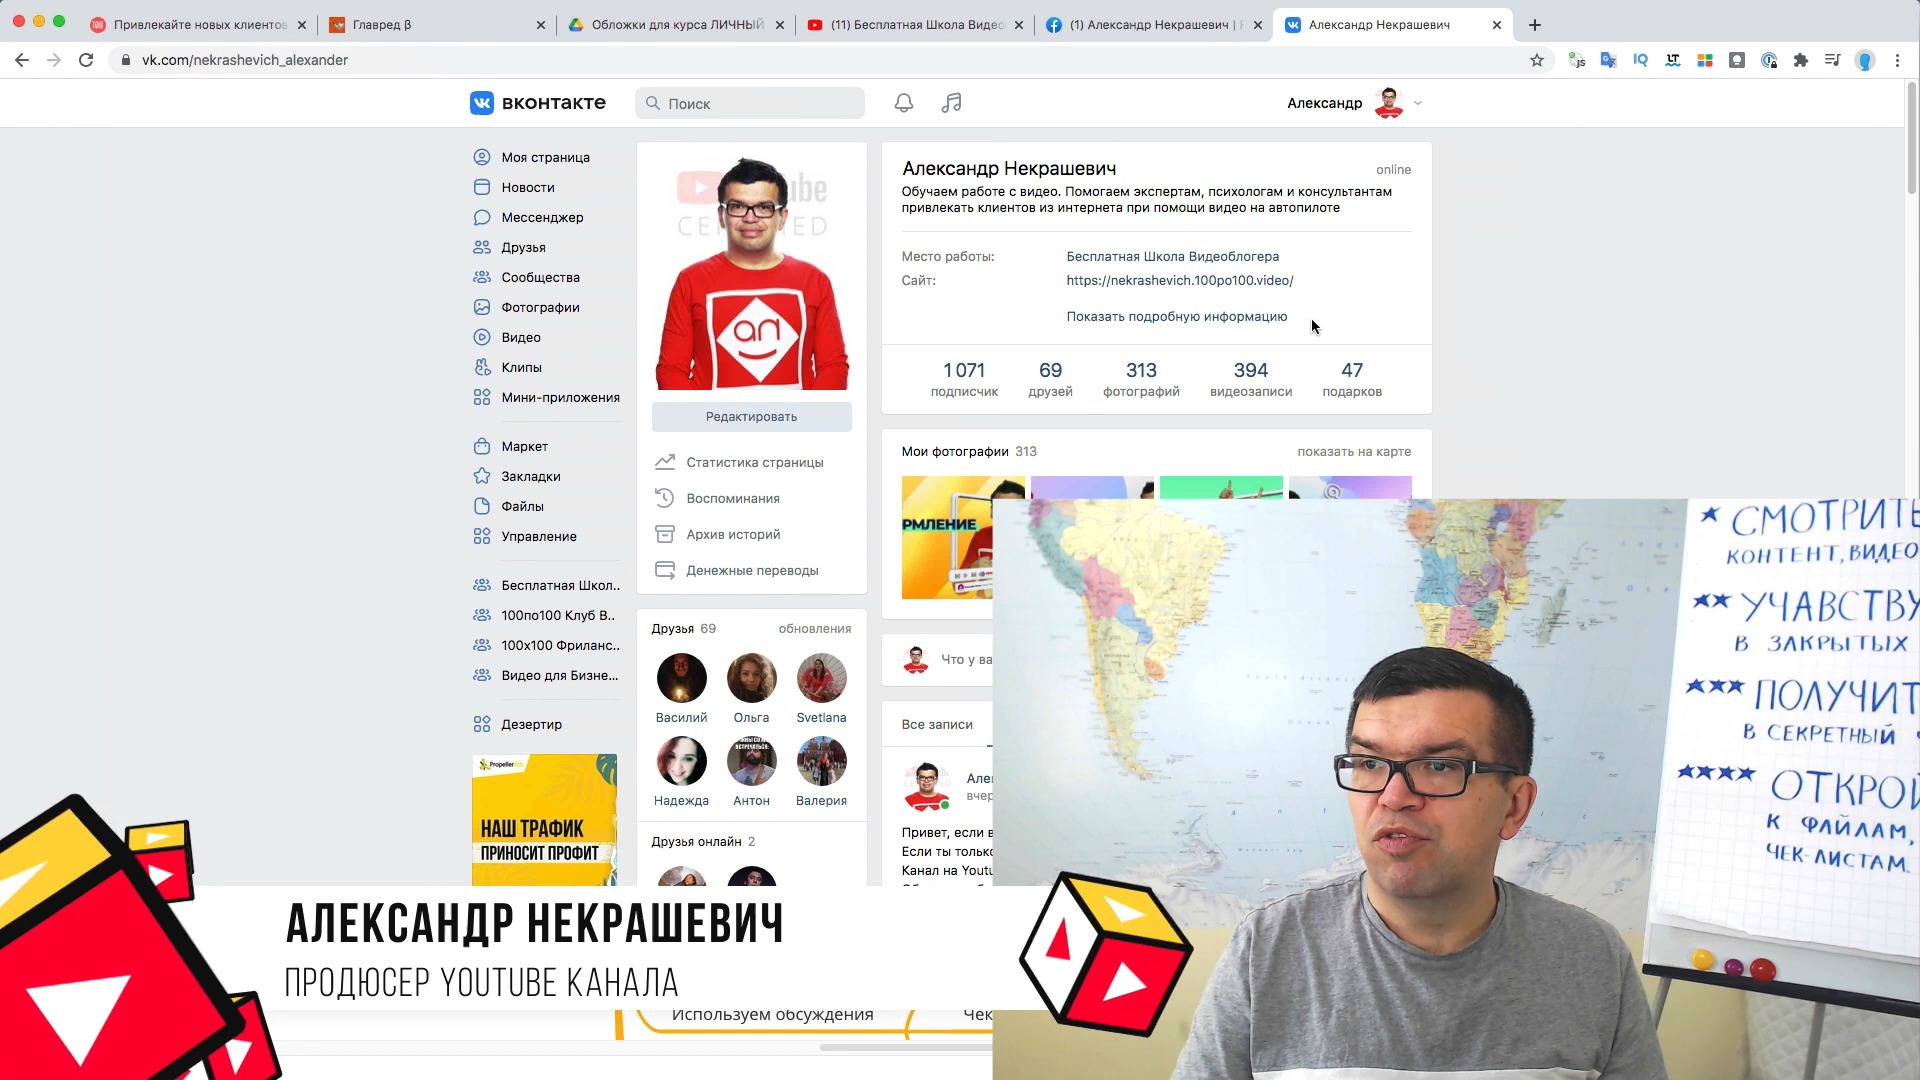 Привлекайте новых клиентов
Главред β
Обложки для курса ЛИЧНЫЙ
(11) Бесплатная Школа Видео
(1) Александр Некрашевич | F
Александр Некрашевич
vk.com/nekrashevich_alexander
вконтакте
Поиск
Александр
Моя страница
Новости
Мессенджер
Друзья
Сообщества
Фотографии
Видео
Клипы
Мини-приложения
Маркет
Закладки
Файлы
Управление
Бесплатная Школ..
100по100 Клуб В..
100x100 Фриланс..
Видео для Бизне...
Дезертир
PropellerAds
НАШ ТРАФИК
ПРИНОСИТ ПРОФИТ
Редактировать
Статистика страницы
Воспоминания
Архив историй
Денежные переводы
Друзья 69
обновления
Василий
Ольга
Svetlana
Надежда
Антон
Валерия
Друзья онлайн 2
Александр Некрашевич
online
Обучаем работе с видео. Помогаем экспертам, психологам и консультантам
привлекать клиентов из интернета при помощи видео на автопилоте
Место работы:
Бесплатная Школа Видеоблогера
Сайт:
https://nekrashevich.100po100.video/
Показать подробную информацию
1 071
подписчик
69
друзей
313
фотографий
394
видеозаписи
47
подарков
Мои фотографии 313
показать на карте
РМЛЕНИЕ
Что у ва
Все записи
Алек
вчер
Привет, если в
Если ты только
Канал на Youtu
★ СМОТРИТЕ
КОНТЕНТ, ВИДЕО
★★ УЧАВСТВУ
В ЗАКРЫТЫХ
★★★ ПОЛУЧИТ
В СЕКРЕТНЫЙ
★★★★ ОТКРОЙ
К ФАЙЛАМ,
ЧЕК-ЛИСТАМ.
АЛЕКСАНДР НЕКРАШЕВИЧ
ПРОДЮСЕР YOUTUBE КАНАЛА
Используем обсуждения
Чек